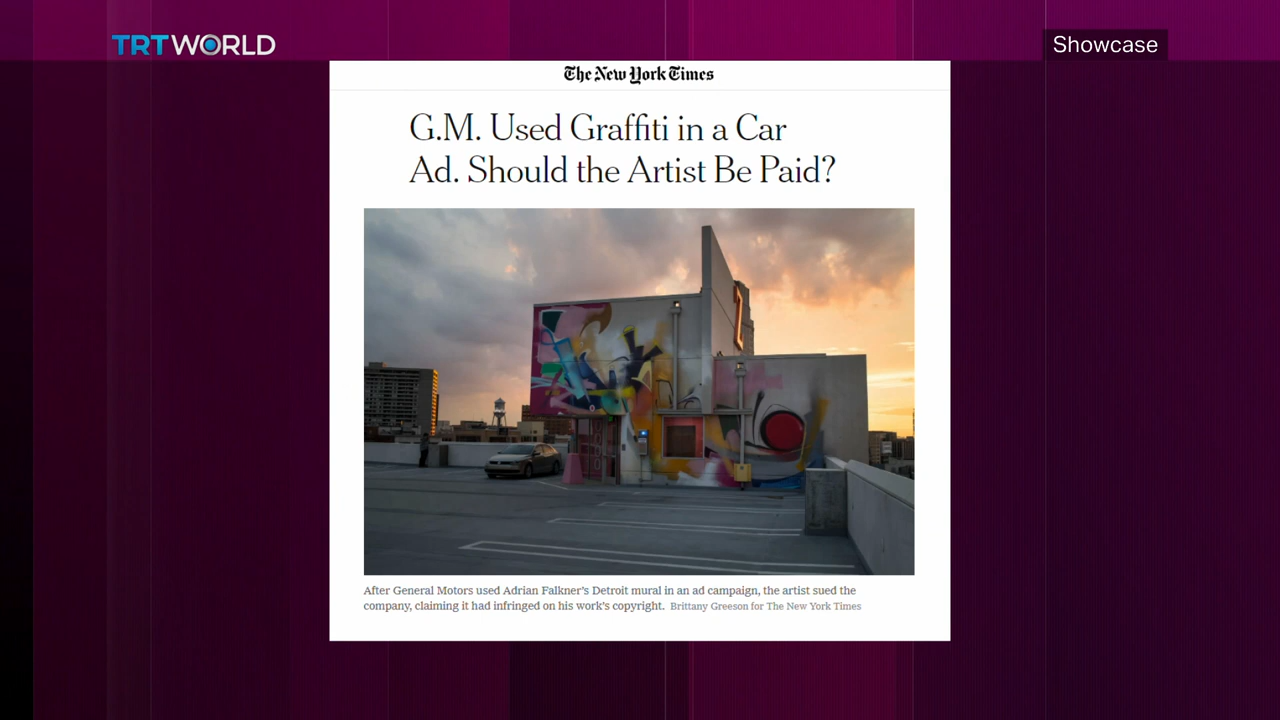 TRT WORLD
Showcase
The New York Times
G.M. Used Graffiti in a Car
Ad. Should the Artist Be Paid?
After General Motors used Adrian Falkner's Detroit mural in an ad campaign, the artist sued the
company, claiming it had infringed on his work's copyright. Brittany Greeson for The New York Times